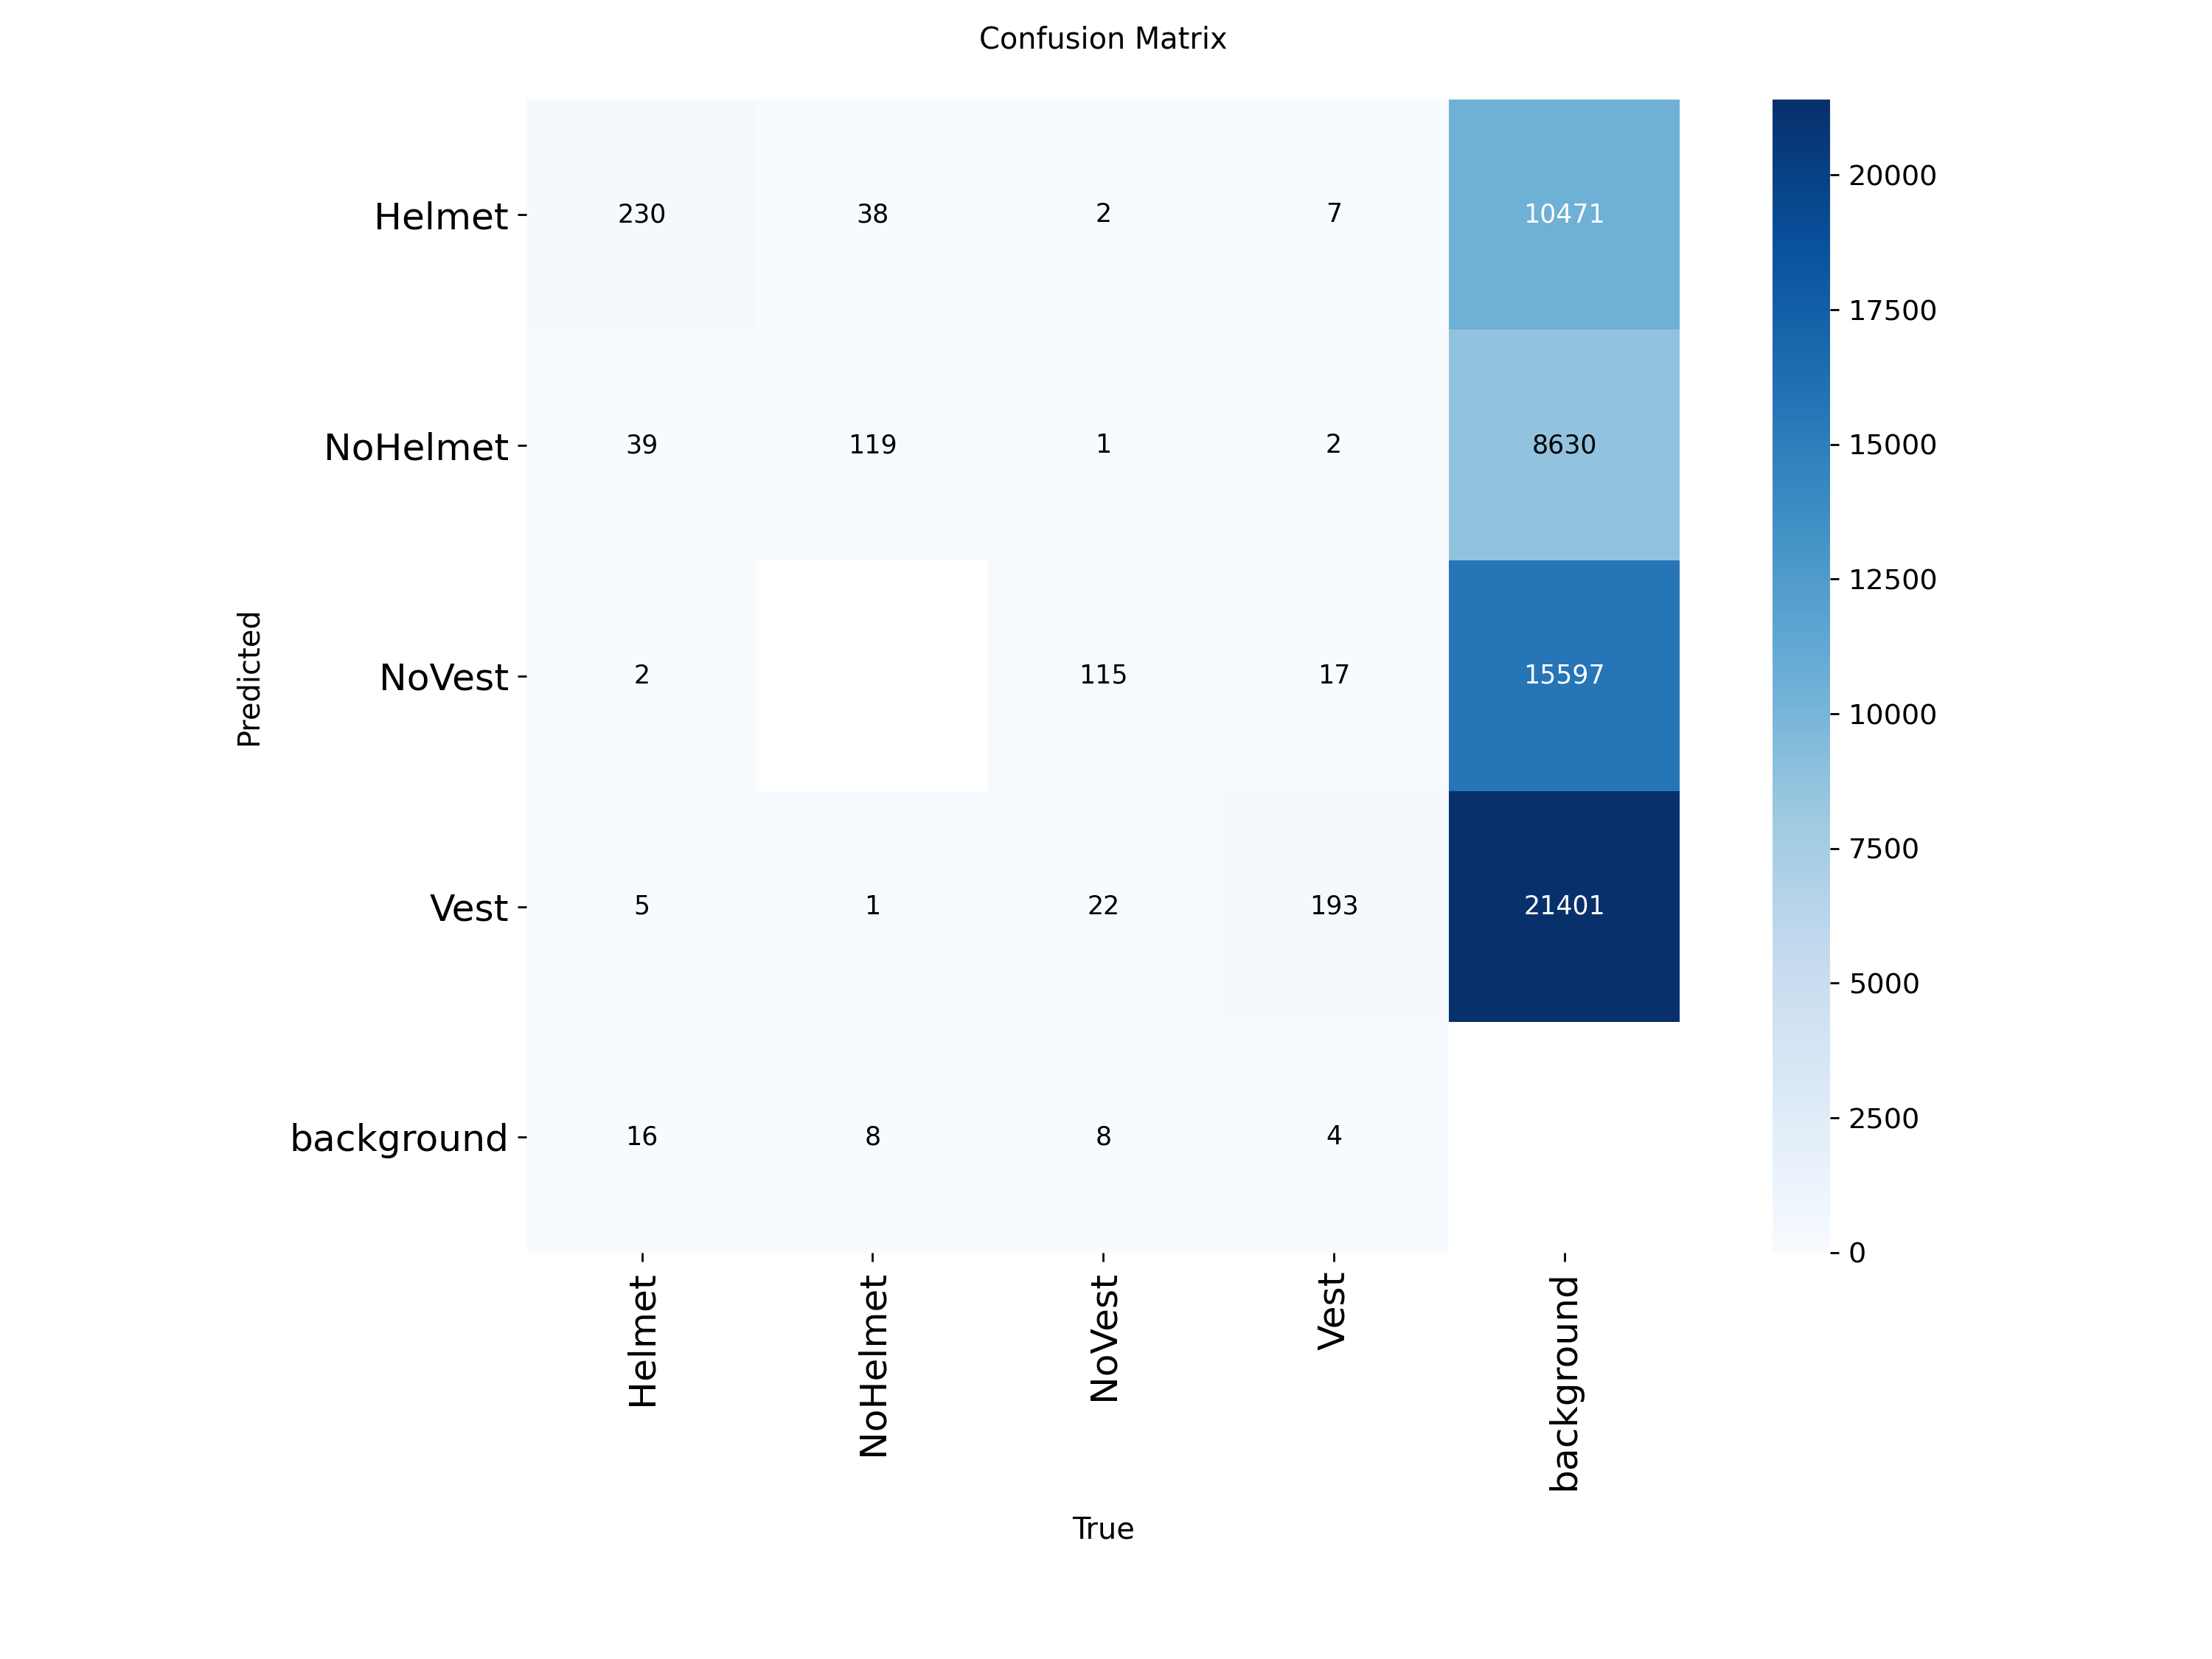 Confusion Matrix
Helmet 230 38 2 7 10471
NoHelmet 39 119 1 2 8630
NoVest 2 115 17 15597
Vest 5 1 22 193 21401
background 16 8 8 4
Predicted
Helmet NoHelmet NoVest Vest background
True
20000
17500
15000
12500
10000
7500
5000
2500
0